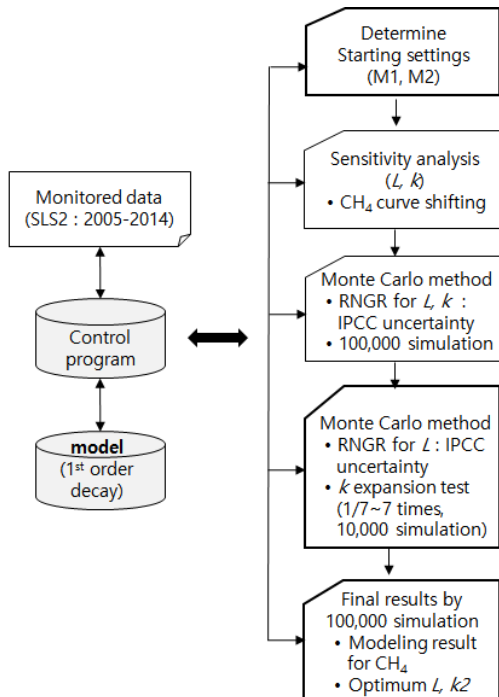 Determine
Starting settings
(M1, M2)
Sensitivity analysis
(L, k)
• CH₄ curve shifting
Monitored data
(SLS2 : 2005-2014)
Monte Carlo method
• RNGR for L, k :
IPCC uncertainty
• 100,000 simulation
Control
program
model
(1st order
decay)
Monte Carlo method
• RNGR for L : IPCC
uncertainty
• k expansion test
(1/7~7 times,
10,000 simulation)
Final results by
100,000 simulation
• Modeling result
for CH₄
• Optimum L, k2